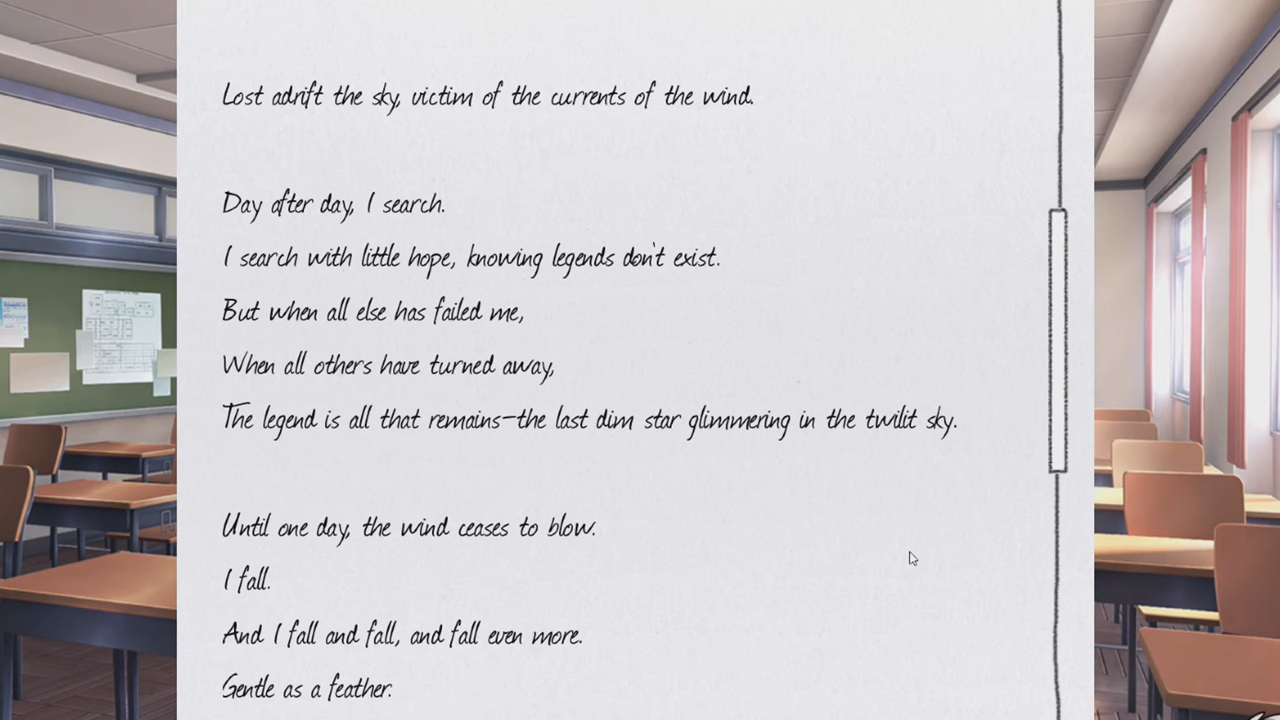 Lost adrift the sky, victim of the currents of the wind.
Day after day, I search.
I search with little hope, knowing legends don't exist.
But when all else has failed me,
When all others have turned away,
The legend is all that remains—the last dim star glimmering in the twilit sky.
Until one day, the wind ceases to blow.
I fall.
And I fall and fall, and fall even more.
Gentle as a feather.